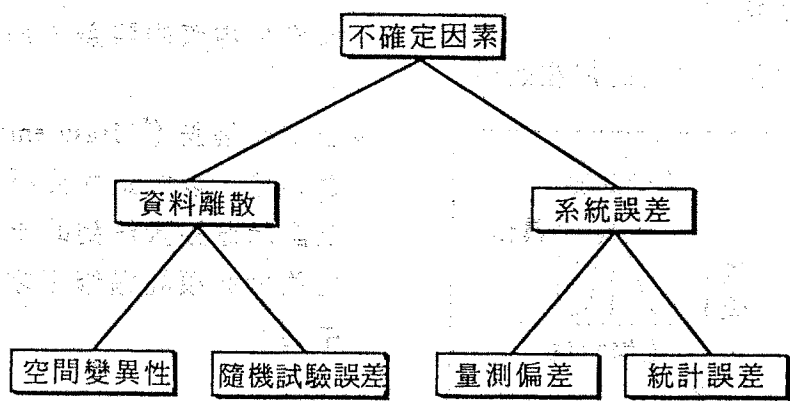 不確定因素
資料離散
系統誤差
空間變異性
隨機試驗誤差
量測偏差
統計誤差